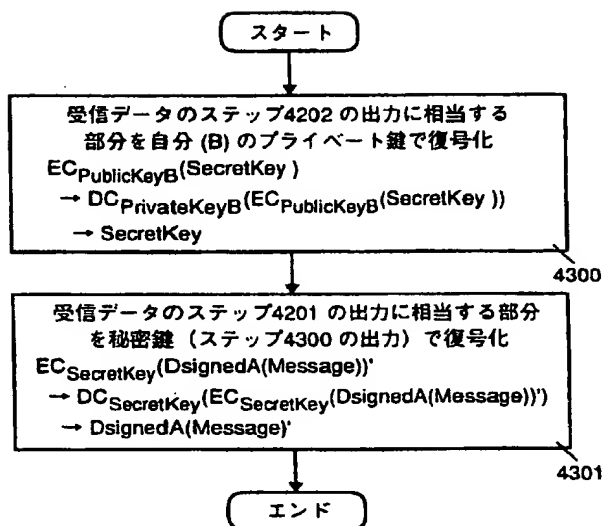 スタート
受信データのステップ4202 の出力に相当する
部分を自分 (B) のプライベート鍵で復号化
EC_PublicKeyB(SecretKey )
→ DC_PrivateKeyB(EC_PublicKeyB(SecretKey ))
→ SecretKey
4300
受信データのステップ4201 の出力に相当する部分
を秘密鍵（ステップ4300 の出力）で復号化
EC_SecretKey(DsignedA(Message))'
→ DC_SecretKey(EC_SecretKey(DsignedA(Message))')
→ DsignedA(Message)'
4301
エンド